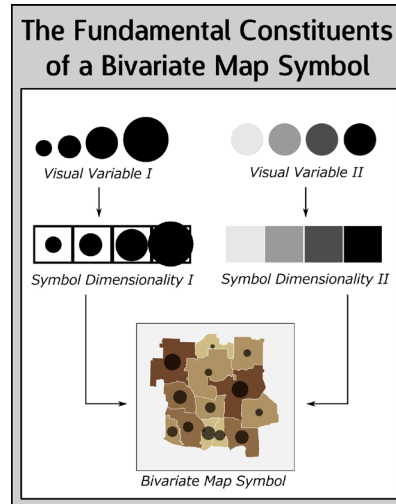 The Fundamental Constituents
of a Bivariate Map Symbol
Visual Variable I
Visual Variable II
Symbol Dimensionality I
Symbol Dimensionality II
Bivariate Map Symbol